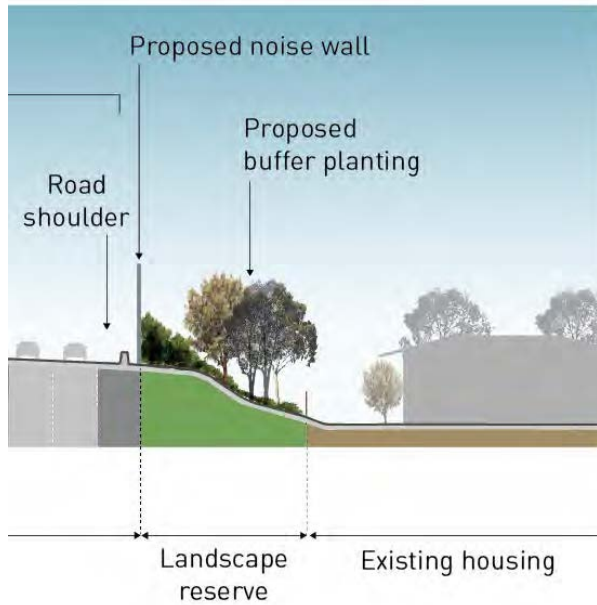 Proposed noise wall
Proposed
buffer planting
Road
shoulder
Landscape
reserve
Existing housing